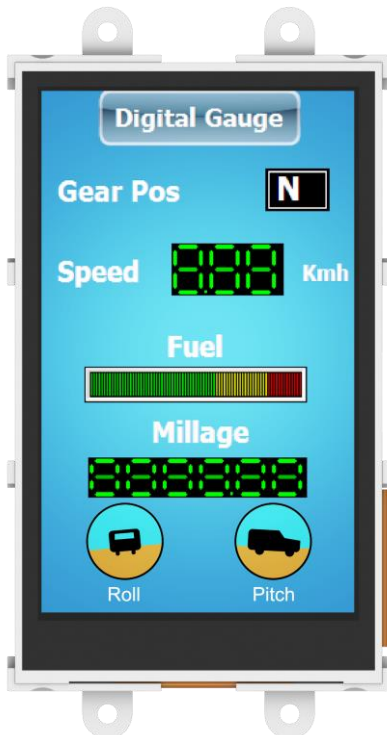 Digital Gauge
Gear Pos N
Speed Kmh
Fuel
Millage
Roll Pitch